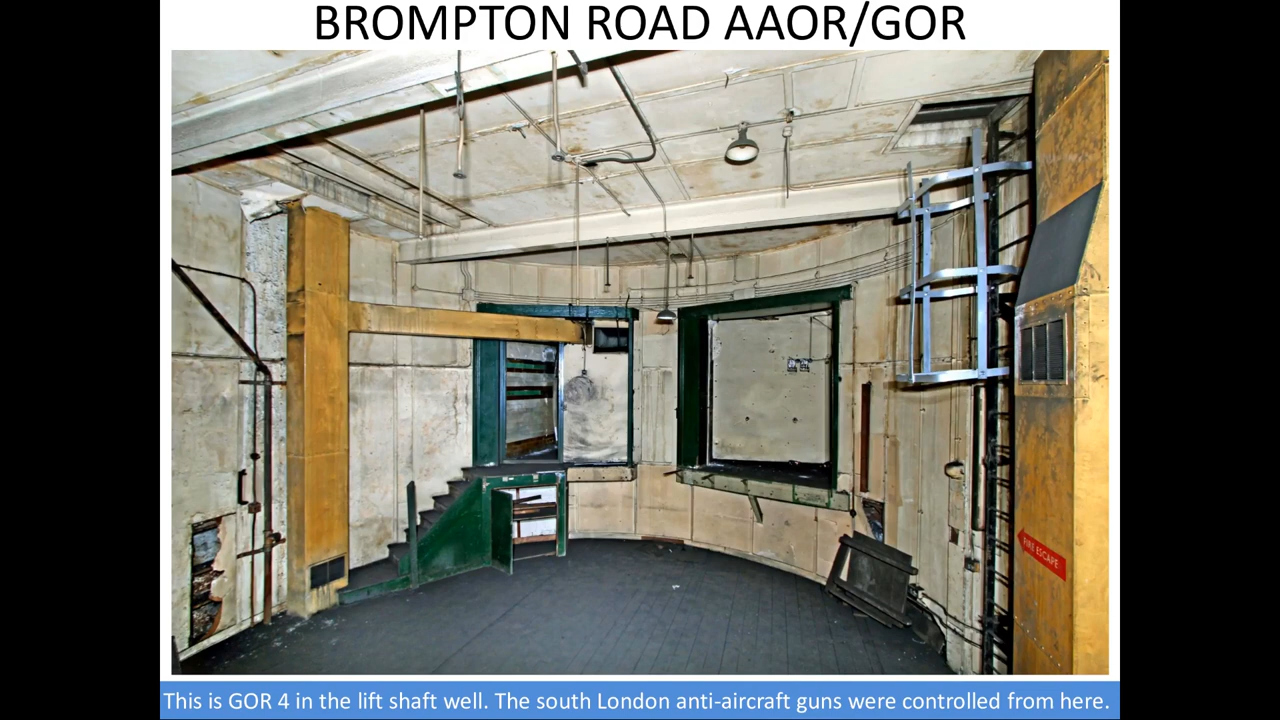 BROMPTON ROAD AAOR/GOR
FIRE ESCAPE
This is GOR 4 in the lift shaft well. The south London anti-aircraft guns were controlled from here.